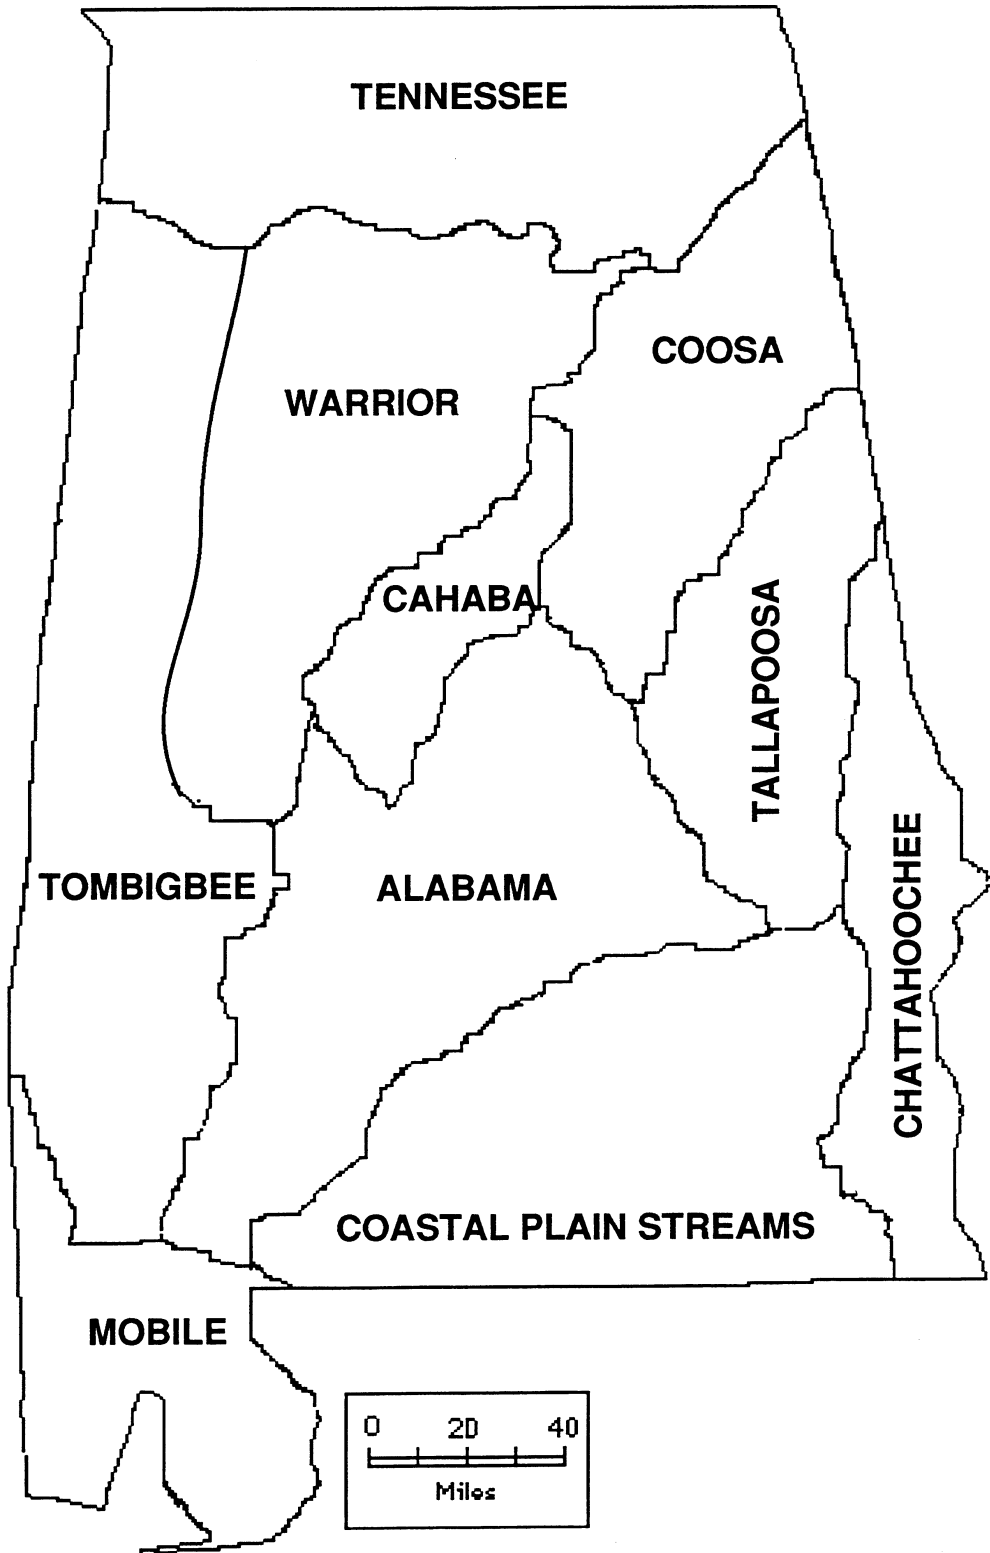 TENNESSEE
COOSA
WARRIOR
CAHABA
TALLAPOOSA
TOMBIGBEE
ALABAMA
CHATTAHOOCHEE
COASTAL PLAIN STREAMS
MOBILE
0 20 40
Miles